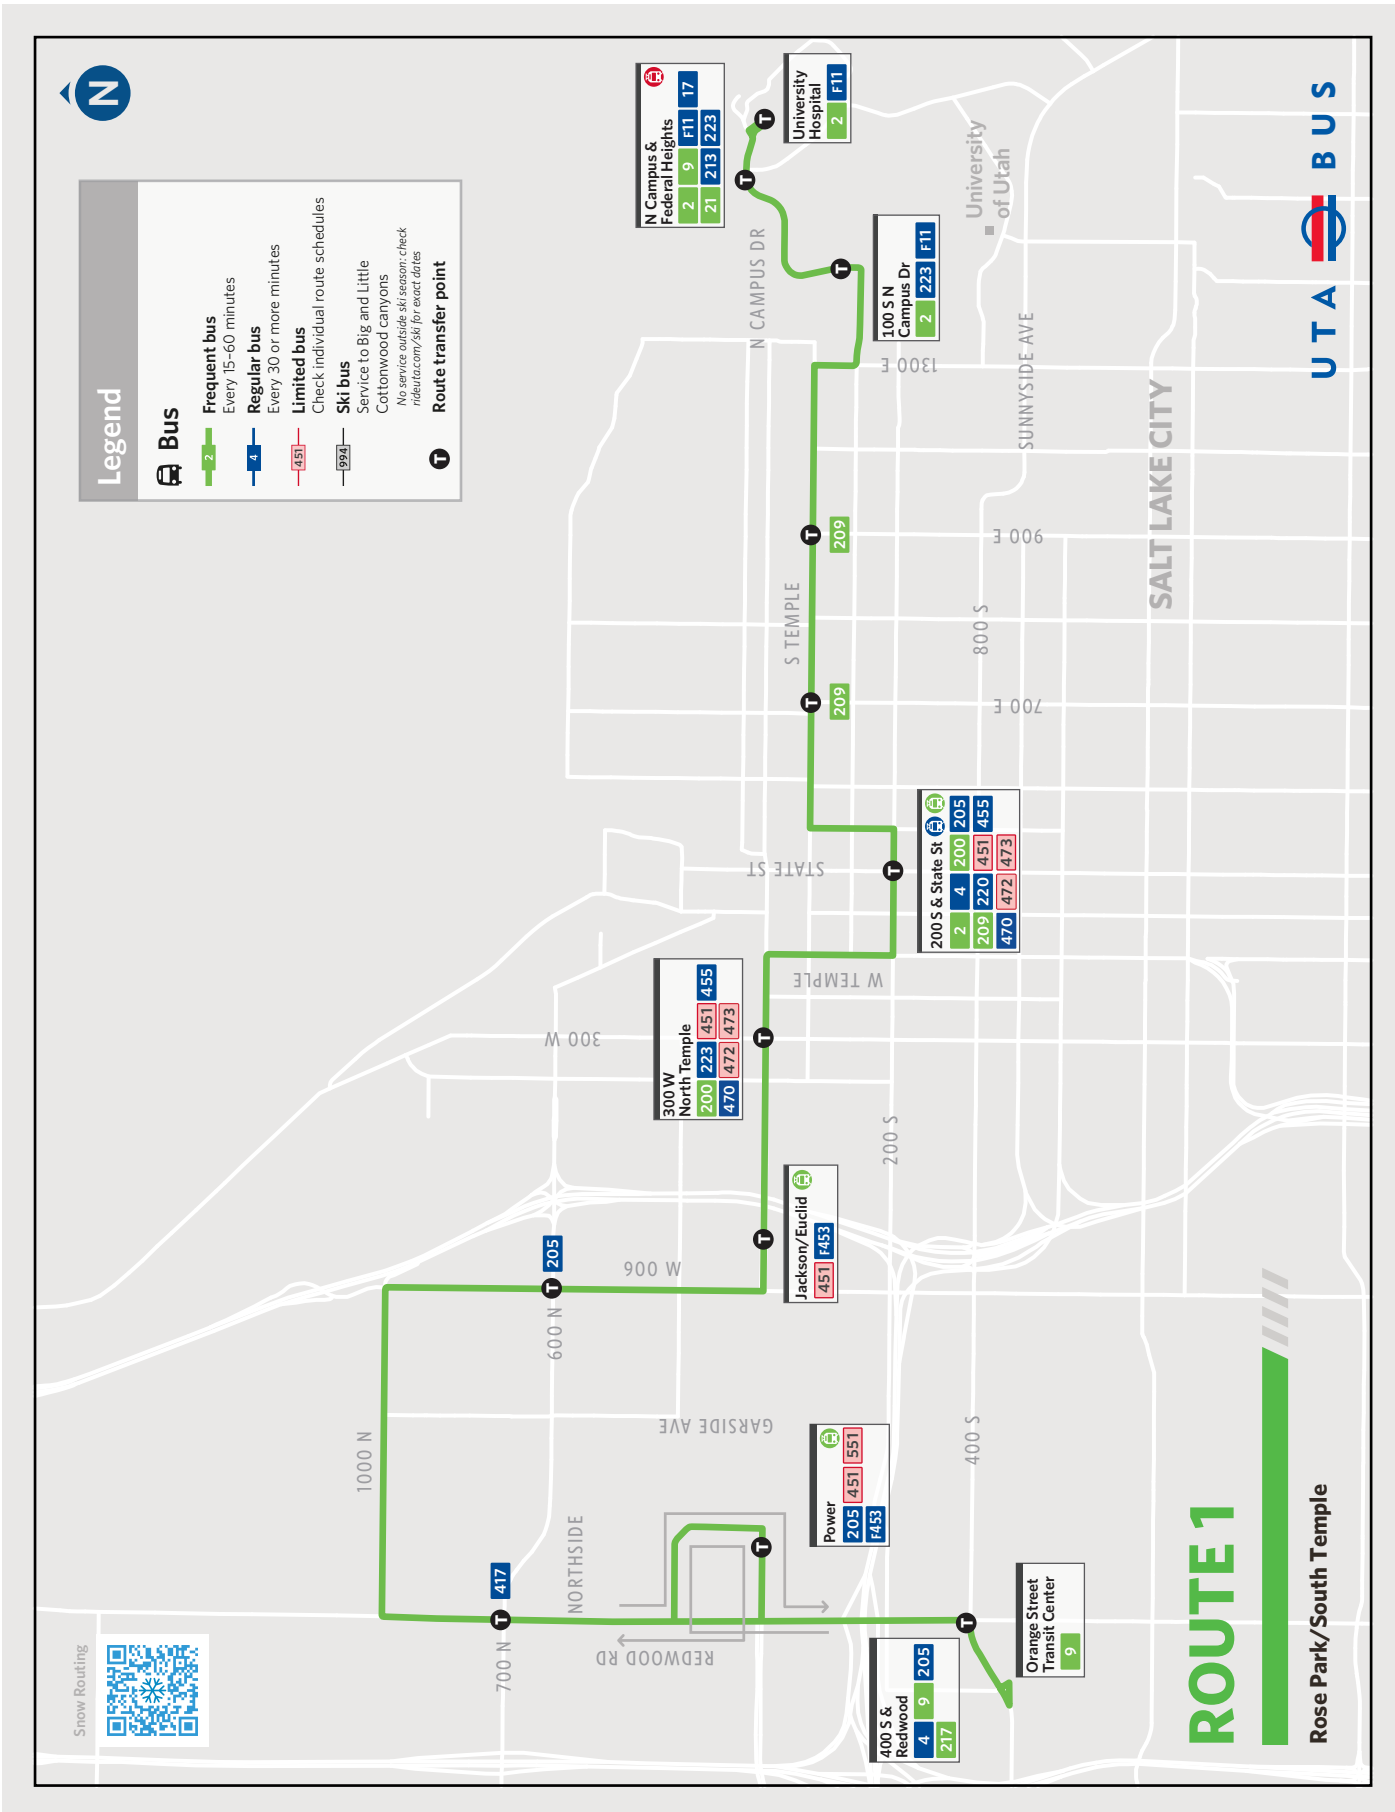 Legend
Bus
2
Frequent bus
Every 15-60 minutes
4
Regular bus
Every 30 or more minutes
451
Limited bus
Check individual route schedules
994
Ski bus
Service to Big and Little
Cottonwood canyons
No service outside ski season: check
rideuta.com/ski for exact dates
T
Route transfer point
N
Snow Routing
1000 N
700 N
T
417
600 N
T
205
NORTHSIDE
REDWOOD RD
GARSIDE AVE
900 W
300 W
STATE ST
W TEMPLE
S TEMPLE
N CAMPUS DR
N Campus &
Federal Heights
2 9 F11 17
21 213 223
T
University
Hospital
2 F11
T
100 S N
Campus Dr
2 223 F11
T
University
of Utah
1300 E
SUNNYSIDE AVE
T
209
900 E
T
209
700 E
800 S
SALT LAKE CITY
200 S & State St
2 4 200 205
209 220 451 455
470 472 473
T
300 W
North Temple
200 223 451 455
470 472 473
T
200 S
Jackson/Euclid
451 F453
T
400 S
Power
205 451 551
F453
T
400 S &
Redwood
4 9 205
217
T
Orange Street
Transit Center
9
ROUTE 1
Rose Park/South Temple
UTA BUS